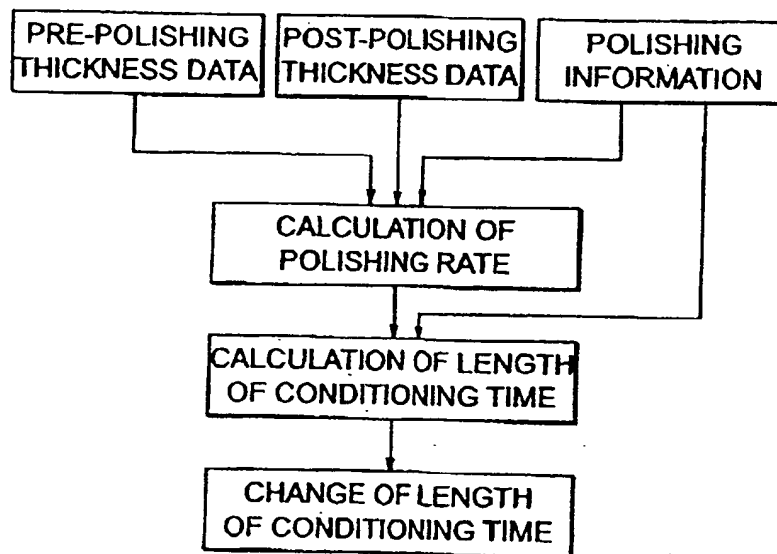 PRE-POLISHING
THICKNESS DATA
POST-POLISHING
THICKNESS DATA
POLISHING
INFORMATION
CALCULATION OF
POLISHING RATE
CALCULATION OF LENGTH
OF CONDITIONING TIME
CHANGE OF LENGTH
OF CONDITIONING TIME